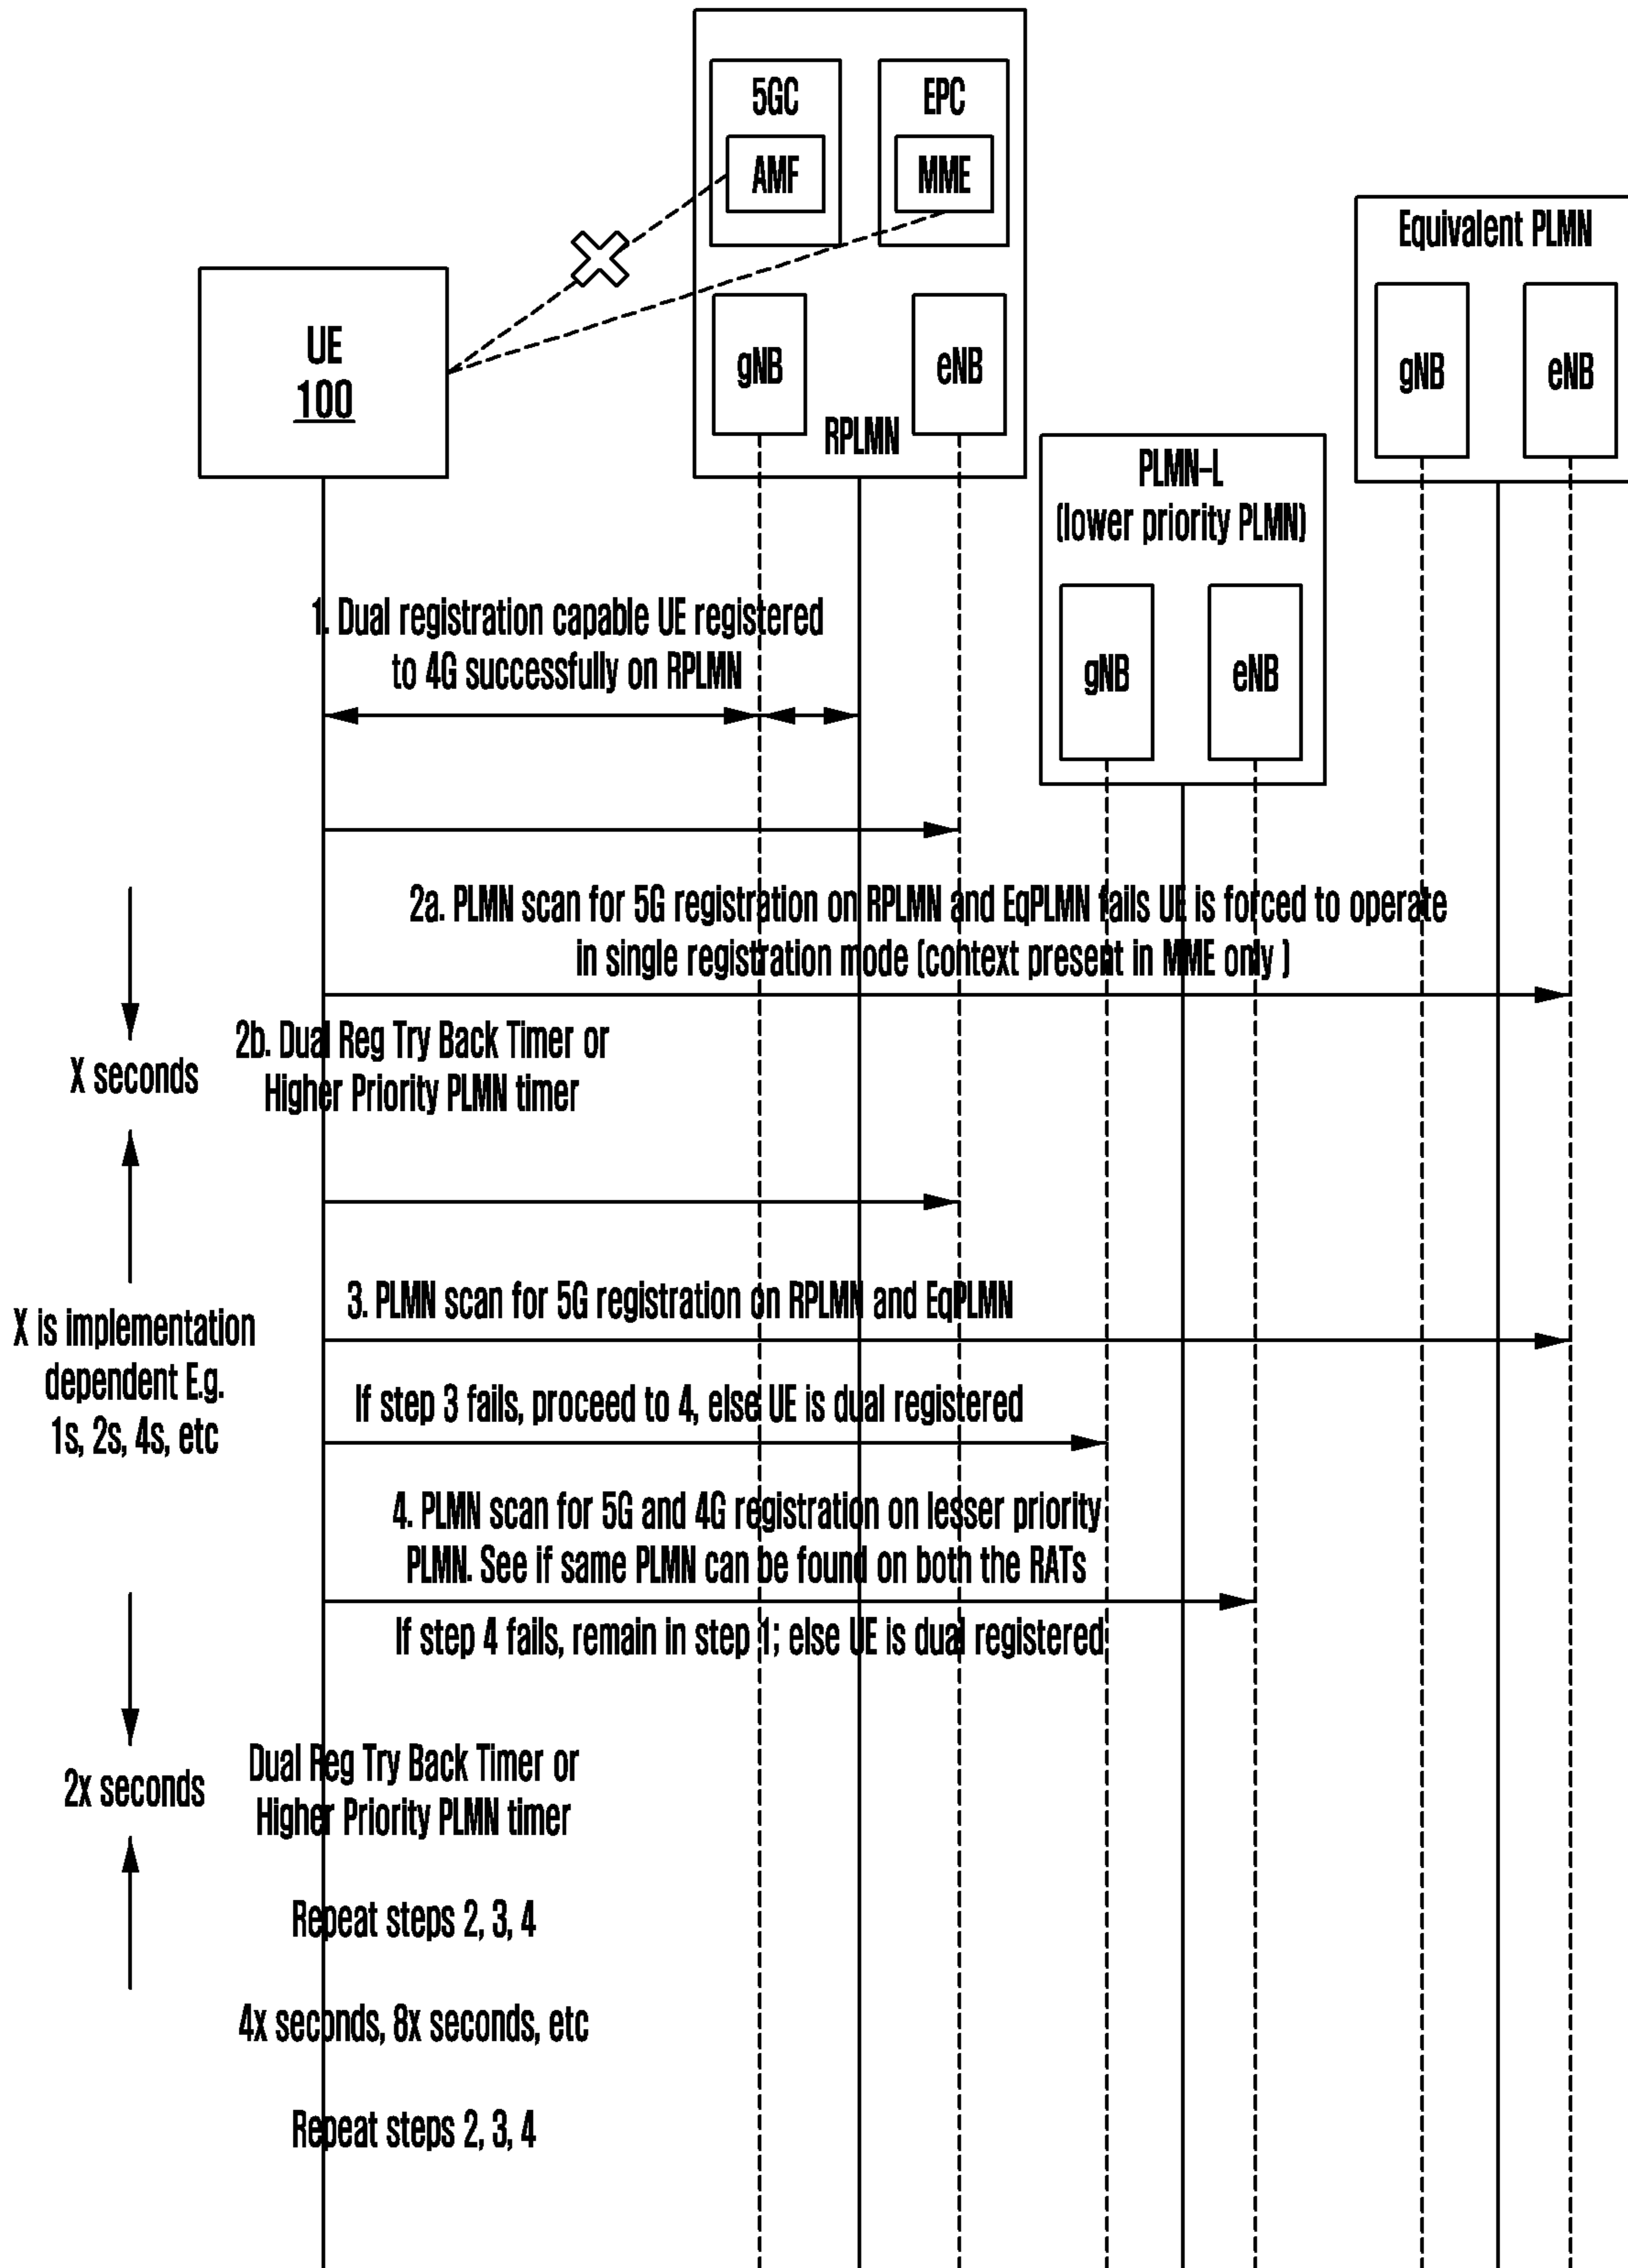 5GC
EPC
AMF
MME
Equivalent PLMN
UE
100
gNB
eNB
gNB
eNB
RPLMN
PLMN-L
(lower priority PLMN)
gNB
eNB
1. Dual registration capable UE registered
to 4G successfully on RPLMN
2a. PLMN scan for 5G registration on RPLMN and EqPLMN fails UE is forced to operate
in single registration mode (context present in MME only )
2b. Dual Reg Try Back Timer or
Higher Priority PLMN timer
X seconds
3. PLMN scan for 5G registration on RPLMN and EqPLMN
X is implementation
dependent E.g.
1s, 2s, 4s, etc
If step 3 fails, proceed to 4, else UE is dual registered
4. PLMN scan for 5G and 4G registration on lesser priority
PLMN. See if same PLMN can be found on both the RATs
If step 4 fails, remain in step 1; else UE is dual registered
2x seconds
Dual Reg Try Back Timer or
Higher Priority PLMN timer
Repeat steps 2, 3, 4
4x seconds, 8x seconds, etc
Repeat steps 2, 3, 4